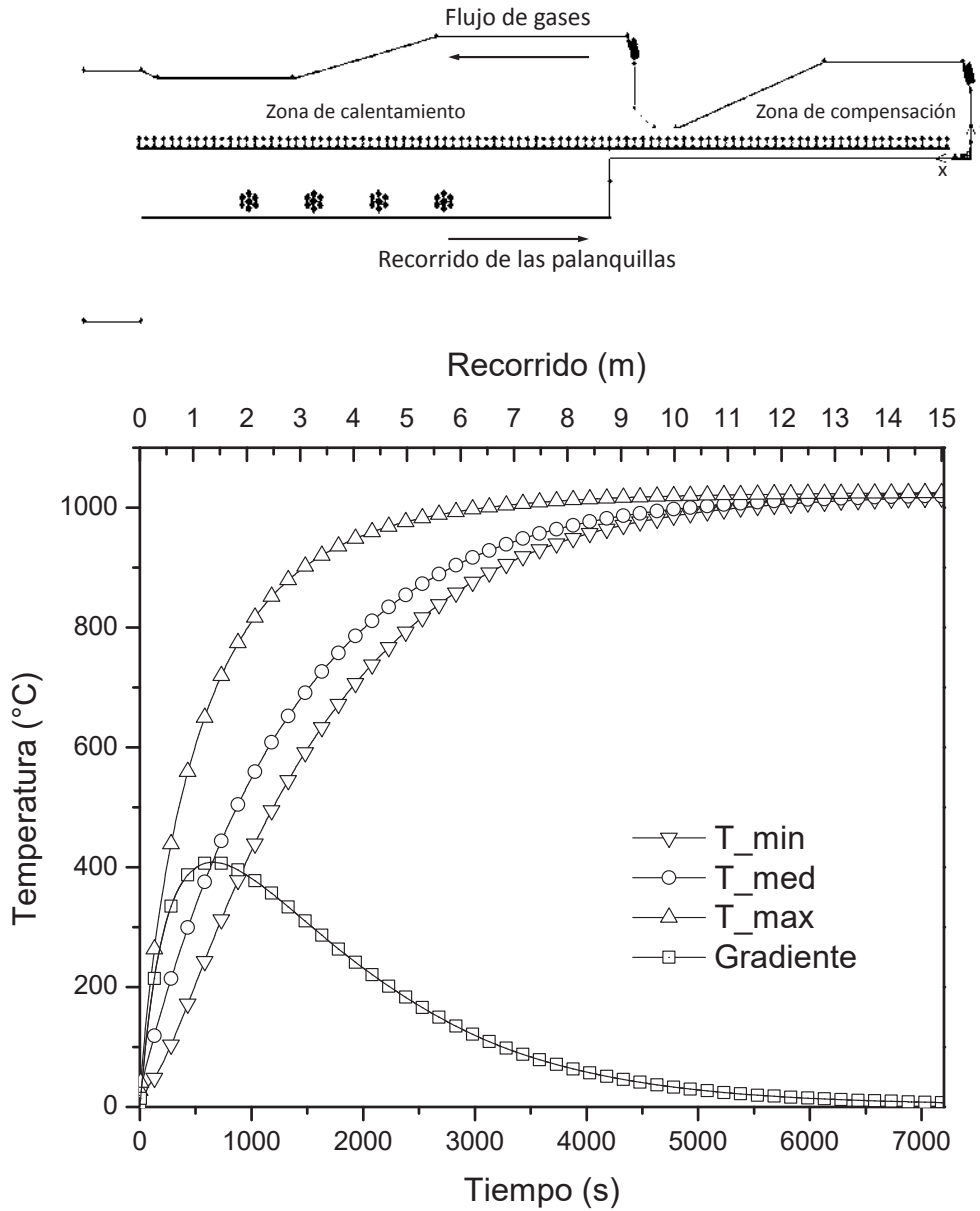 Flujo de gases
Zona de calentamiento
Zona de compensación
x
Recorrido de las palanquillas
Recorrido (m)
0 1 2 3 4 5 6 7 8 9 10 11 12 13 14 15
1000
800
600
400
200
0
Temperatura (°C)
T_min
T_med
T_max
Gradiente
0 1000 2000 3000 4000 5000 6000 7000
Tiempo (s)